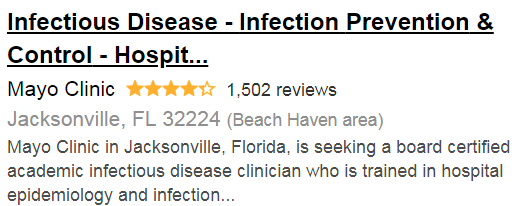 Infectious Disease - Infection Prevention &
Control - Hospit...
Mayo Clinic 1,502 reviews
Jacksonville, FL 32224 (Beach Haven area)
Mayo Clinic in Jacksonville, Florida, is seeking a board certified
academic infectious disease clinician who is trained in hospital
epidemiology and infection...